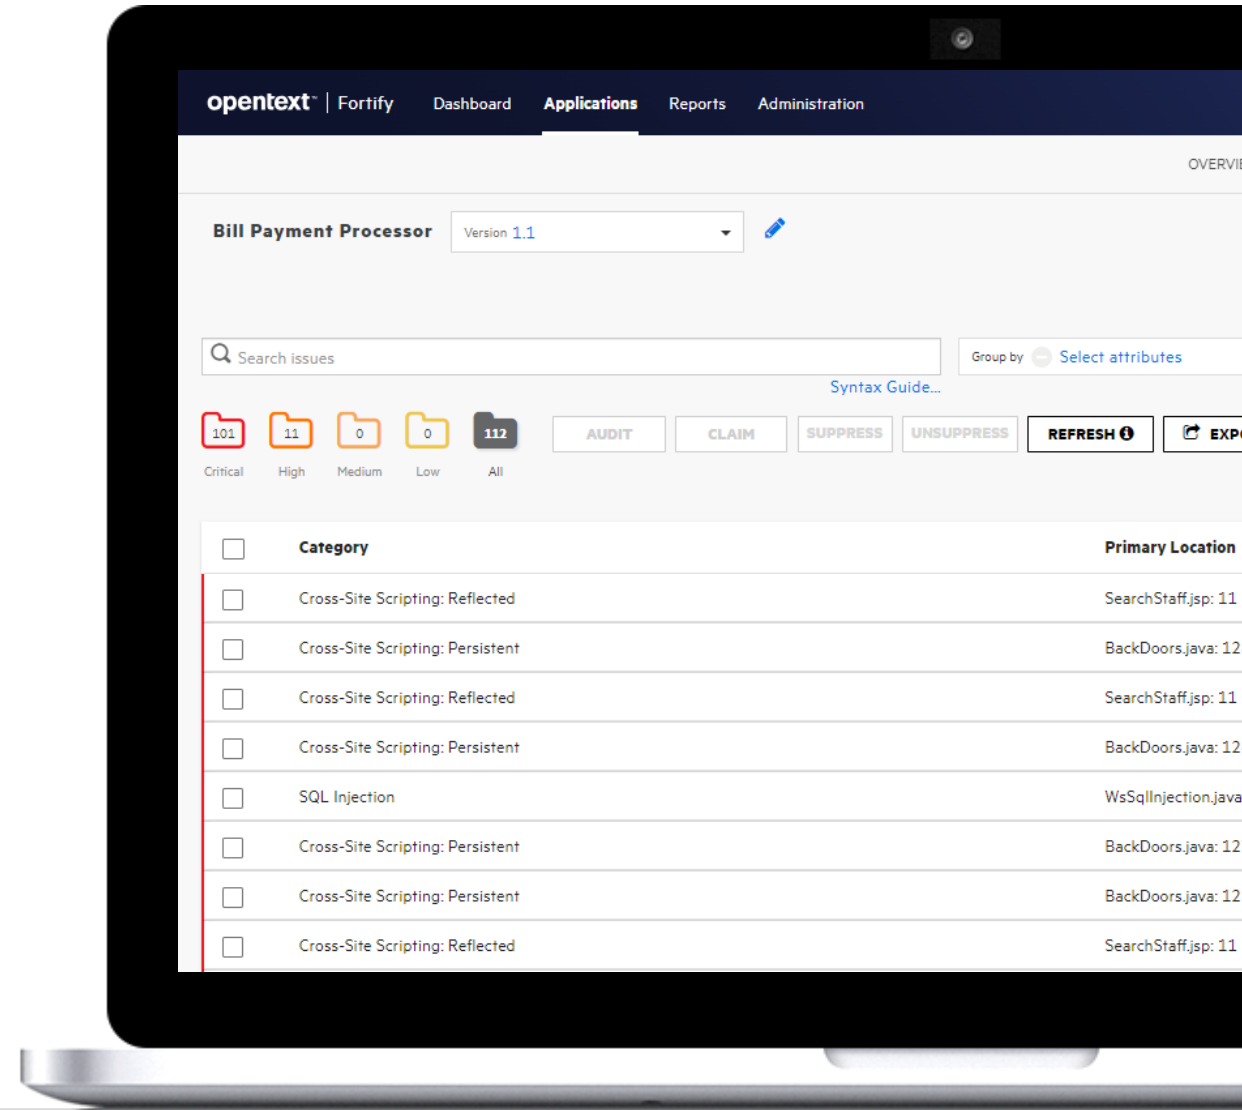 opentext™ | Fortify Dashboard Applications Reports Administration
Bill Payment Processor Version 1.1
Search issues Group by Select attributes
Syntax Guide...
101 11 0 0 112 AUDIT CLAIM SUPPRESS UNSUPPRESS REFRESH
Critical High Medium Low All
Category Primary Location
Cross-Site Scripting: Reflected SearchStaff.jsp: 11
Cross-Site Scripting: Persistent BackDoors.java: 12
Cross-Site Scripting: Reflected SearchStaff.jsp: 11
Cross-Site Scripting: Persistent BackDoors.java: 12
SQL Injection WsSqlInjection.java
Cross-Site Scripting: Persistent BackDoors.java: 12
Cross-Site Scripting: Persistent BackDoors.java: 12
Cross-Site Scripting: Reflected SearchStaff.jsp: 11